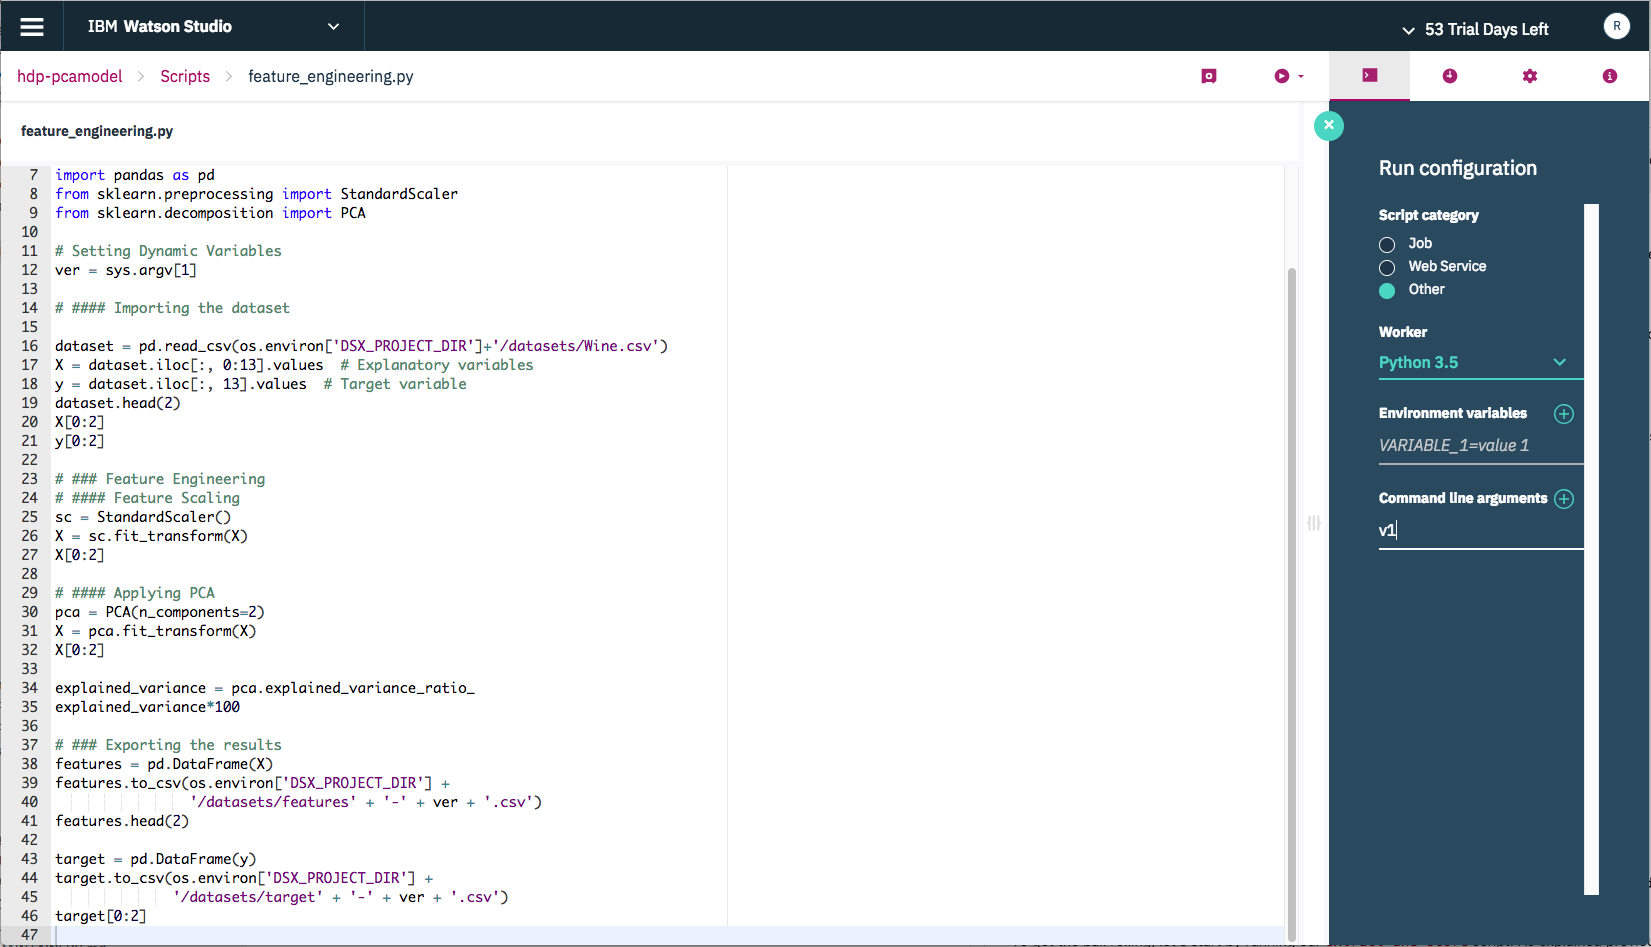 IBM Watson Studio
53 Trial Days Left
R
hdp-pcamodel > Scripts > feature_engineering.py
feature_engineering.py
7 import pandas as pd
8 from sklearn.preprocessing import StandardScaler
9 from sklearn.decomposition import PCA
10
11 # Setting Dynamic Variables
12 ver = sys.argv[1]
13
14 # #### Importing the dataset
15
16 dataset = pd.read_csv(os.environ['DSX_PROJECT_DIR']+'/datasets/Wine.csv')
17 X = dataset.iloc[:, 0:13].values  # Explanatory variables
18 y = dataset.iloc[:, 13].values  # Target variable
19 dataset.head(2)
20 X[0:2]
21 y[0:2]
22
23 # ### Feature Engineering
24 # #### Feature Scaling
25 sc = StandardScaler()
26 X = sc.fit_transform(X)
27 X[0:2]
28
29 # #### Applying PCA
30 pca = PCA(n_components=2)
31 X = pca.fit_transform(X)
32 X[0:2]
33
34 explained_variance = pca.explained_variance_ratio_
35 explained_variance*100
36
37 # ### Exporting the results
38 features = pd.DataFrame(X)
39 features.to_csv(os.environ['DSX_PROJECT_DIR'] +
40                 '/datasets/features' + '-' + ver + '.csv')
41 features.head(2)
42
43 target = pd.DataFrame(y)
44 target.to_csv(os.environ['DSX_PROJECT_DIR'] +
45               '/datasets/target' + '-' + ver + '.csv')
46 target[0:2]
47
Run configuration
Script category
Job
Web Service
Other
Worker
Python 3.5
Environment variables
VARIABLE_1=value 1
Command line arguments
v1